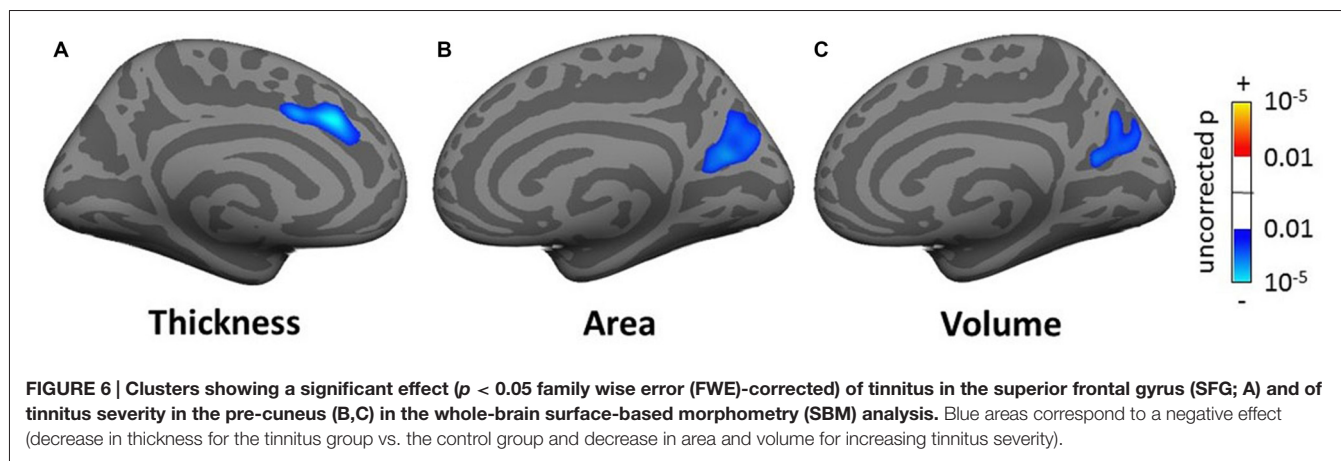 A
B
C
+
10-5
0.01
0.01
10-5
-
uncorrected p
Thickness
Area
Volume
FIGURE 6 | Clusters showing a significant effect (p < 0.05 family wise error (FWE)-corrected) of tinnitus in the superior frontal gyrus (SFG; A) and of
tinnitus severity in the pre-cuneus (B,C) in the whole-brain surface-based morphometry (SBM) analysis. Blue areas correspond to a negative effect
(decrease in thickness for the tinnitus group vs. the control group and decrease in area and volume for increasing tinnitus severity).